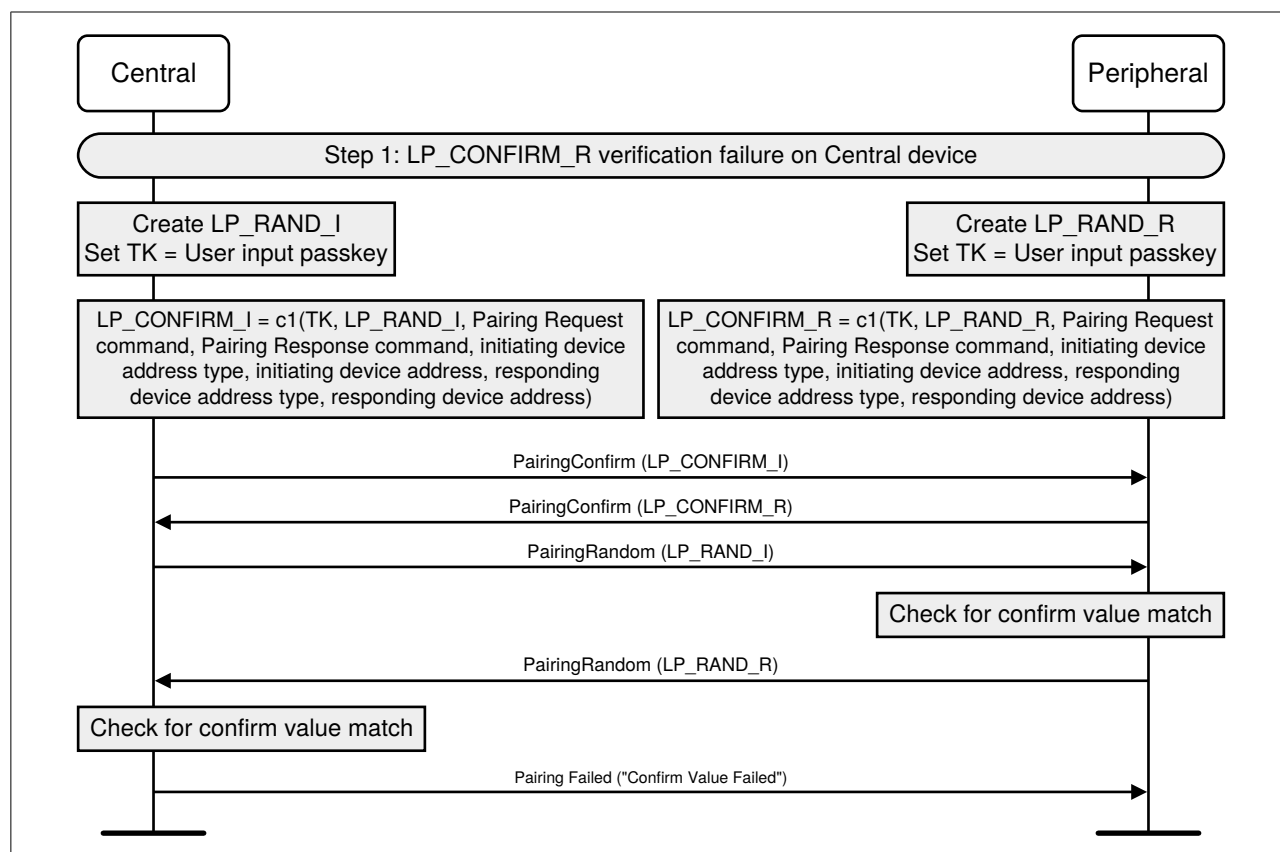 Central
Peripheral
Step 1: LP_CONFIRM_R verification failure on Central device
Create LP_RAND_I
Set TK = User input passkey
Create LP_RAND_R
Set TK = User input passkey
LP_CONFIRM_I = c1(TK, LP_RAND_I, Pairing Request
command, Pairing Response command, initiating device
address type, initiating device address, responding
device address type, responding device address)
LP_CONFIRM_R = c1(TK, LP_RAND_R, Pairing Request
command, Pairing Response command, initiating device
address type, initiating device address, responding
device address type, responding device address)
PairingConfirm (LP_CONFIRM_I)
PairingConfirm (LP_CONFIRM_R)
PairingRandom (LP_RAND_I)
Check for confirm value match
PairingRandom (LP_RAND_R)
Check for confirm value match
Pairing Failed ("Confirm Value Failed")